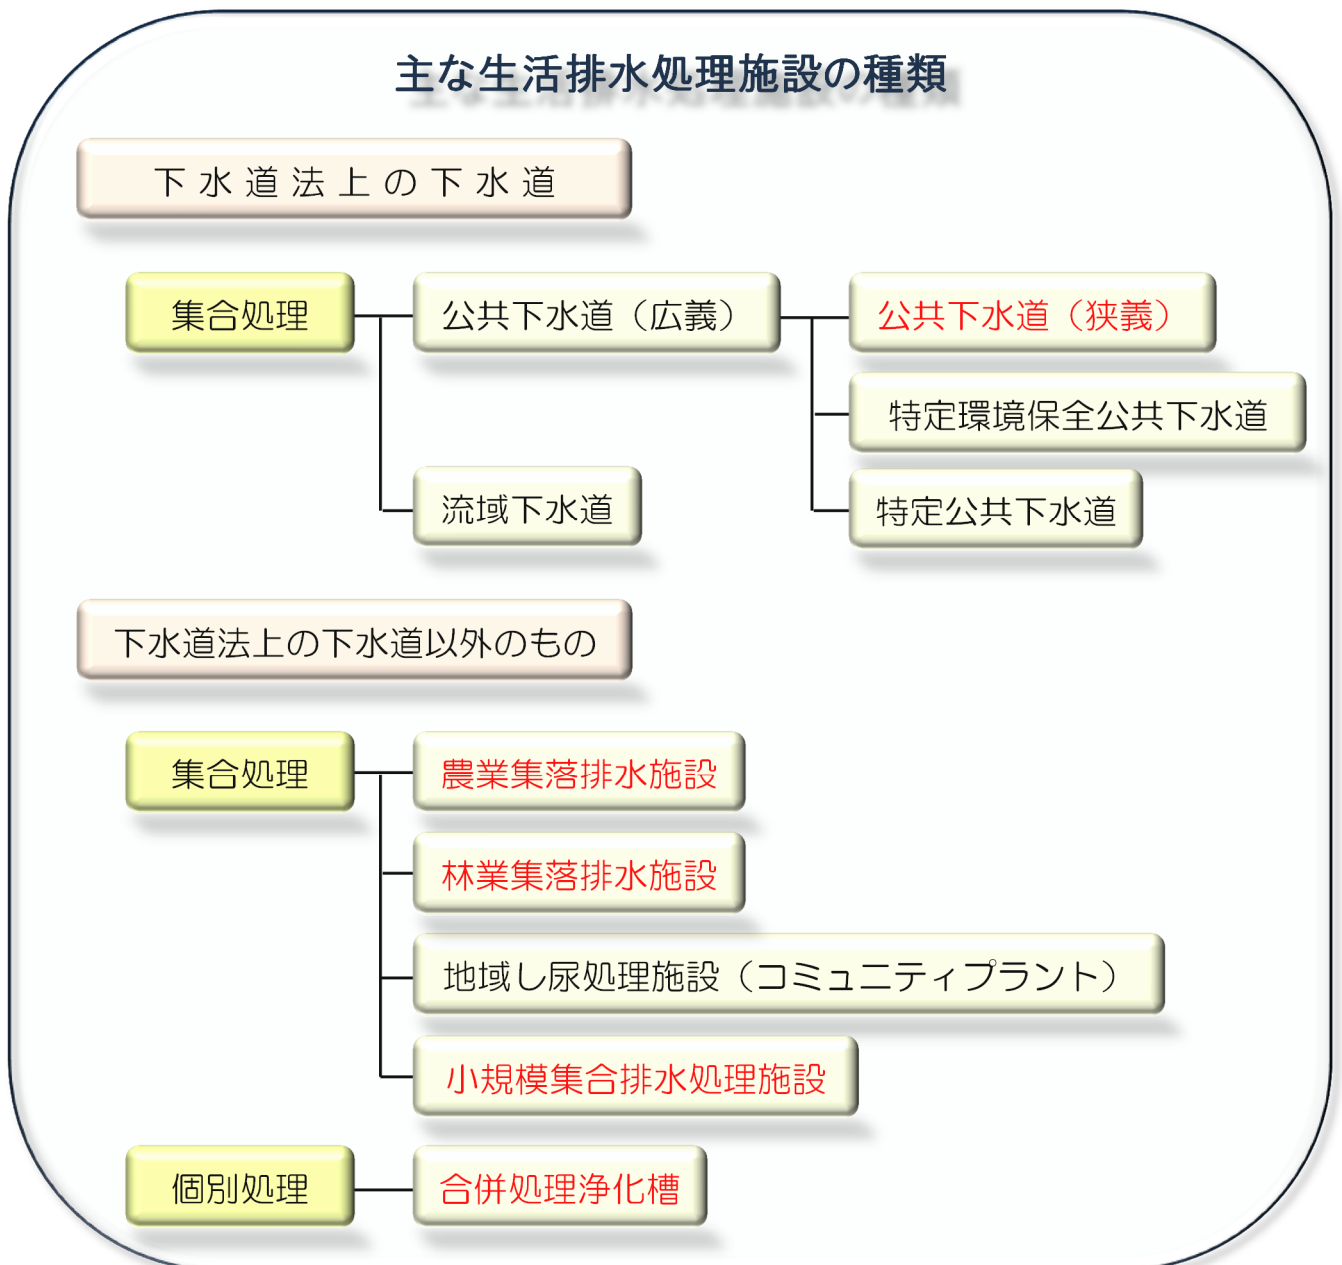 主な生活排水処理施設の種類
下水道法上の下水道
集合処理
公共下水道（広義）
公共下水道（狭義）
特定環境保全公共下水道
流域下水道
特定公共下水道
下水道法上の下水道以外のもの
集合処理
農業集落排水施設
林業集落排水施設
地域し尿処理施設（コミュニティプラント）
小規模集合排水処理施設
個別処理
合併処理浄化槽